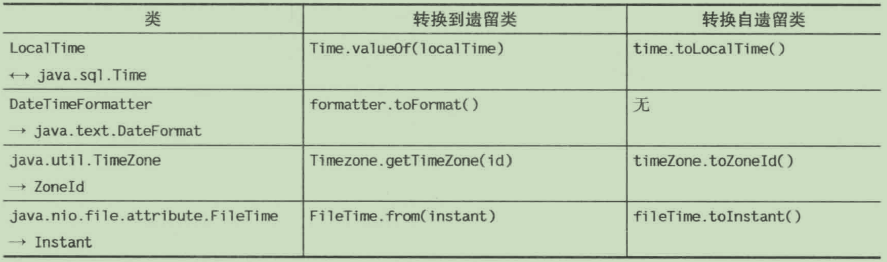 类 转换到遗留类 转换自遗留类
LocalTime Time.valueOf(localTime) time.toLocalTime()
↔ java.sql.Time
DateTimeFormatter formatter.toFormat() 无
→ java.text.DateFormat
java.util.TimeZone Timezone.getTimeZone(id) timeZone.toZoneId()
→ ZoneId
java.nio.file.attribute.FileTime FileTime.from(instant) fileTime.toInstant()
→ Instant